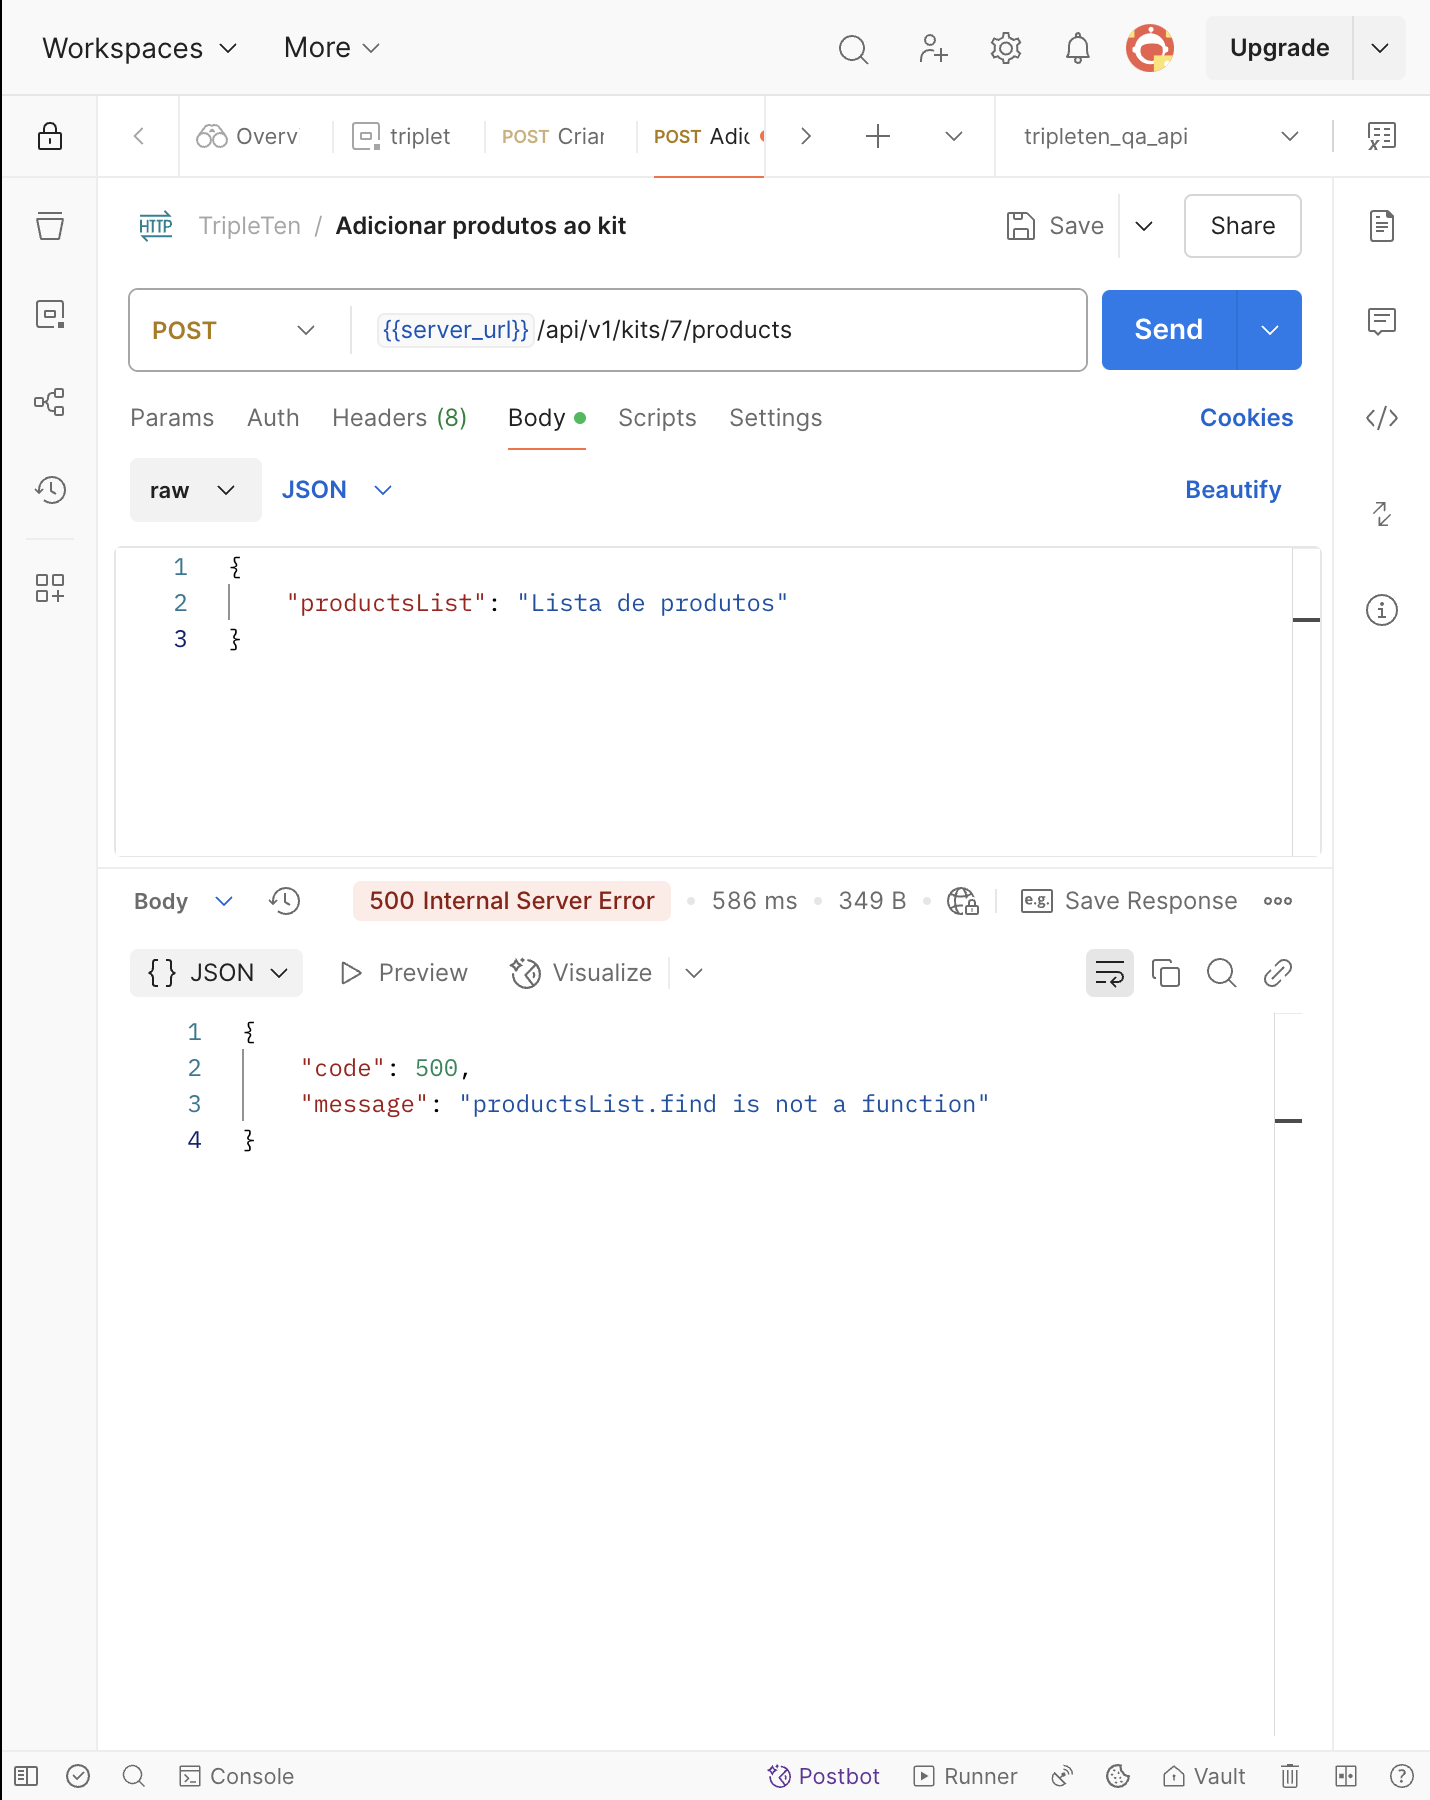 Workspaces More Upgrade
Overv triplet POST Criar POST Adic tripleten_qa_api
HTTP TripleTen / Adicionar produtos ao kit Save Share
POST {{server_url}}/api/v1/kits/7/products Send
Params Auth Headers (8) Body Scripts Settings Cookies
raw JSON Beautify
1 {
2 "productsList": "Lista de produtos"
3 }
Body 500 Internal Server Error • 586 ms • 349 B • e.g. Save Response
{} JSON Preview Visualize
1 {
2 "code": 500,
3 "message": "productsList.find is not a function"
4 }
Console Postbot Runner Vault